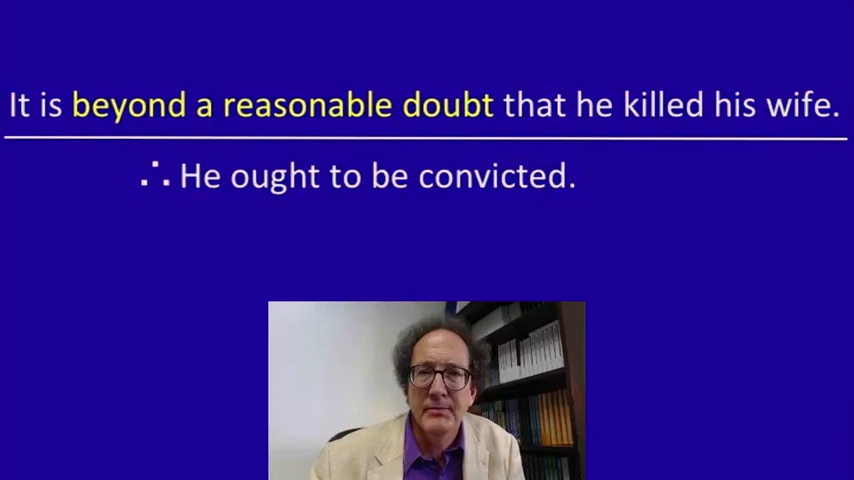 It is beyond a reasonable doubt that he killed his wife.
∴ He ought to be convicted.